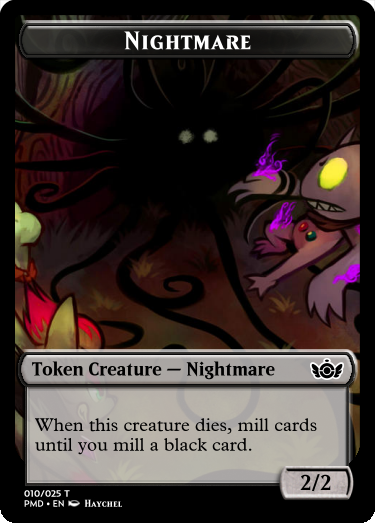 Nightmare
Token Creature — Nightmare
When this creature dies, mill cards
until you mill a black card.
2/2
010/025 T
PMD • EN Haychel